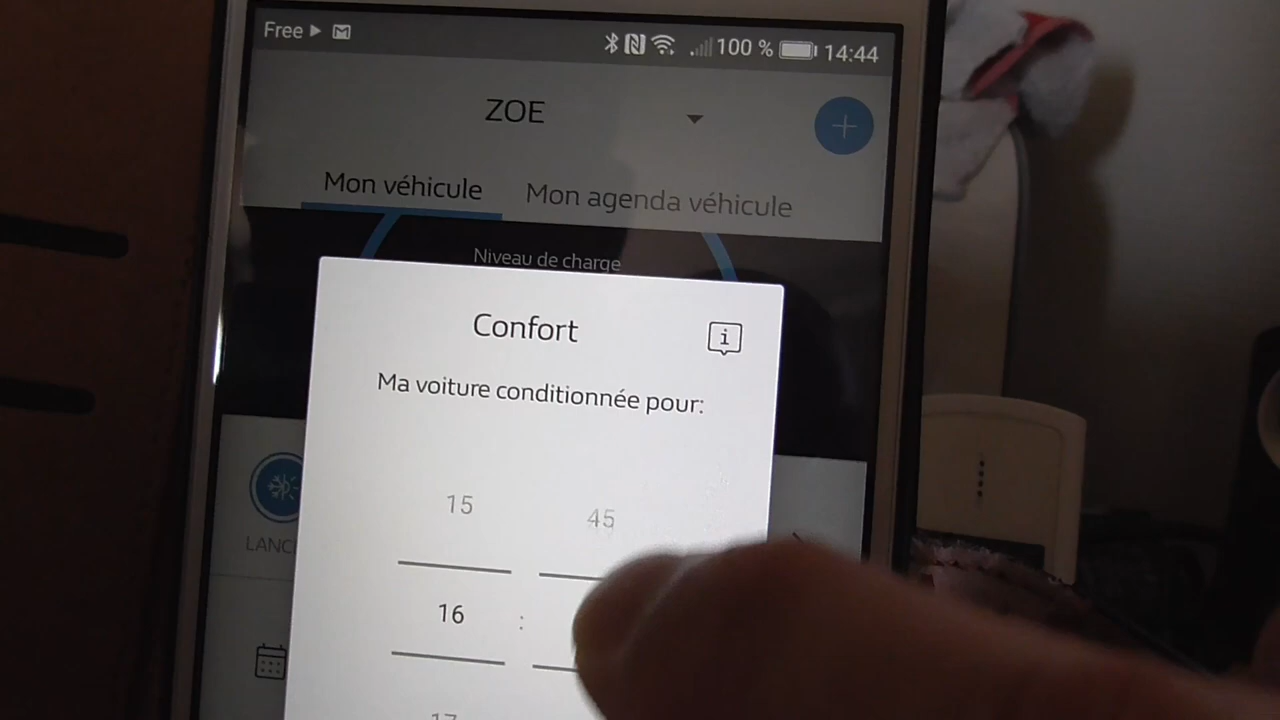 Free 100 % 14:44
ZOE
Mon véhicule Mon agenda véhicule
Niveau de charge
Confort
i
Ma voiture conditionnée pour:
15 45
16 :
17